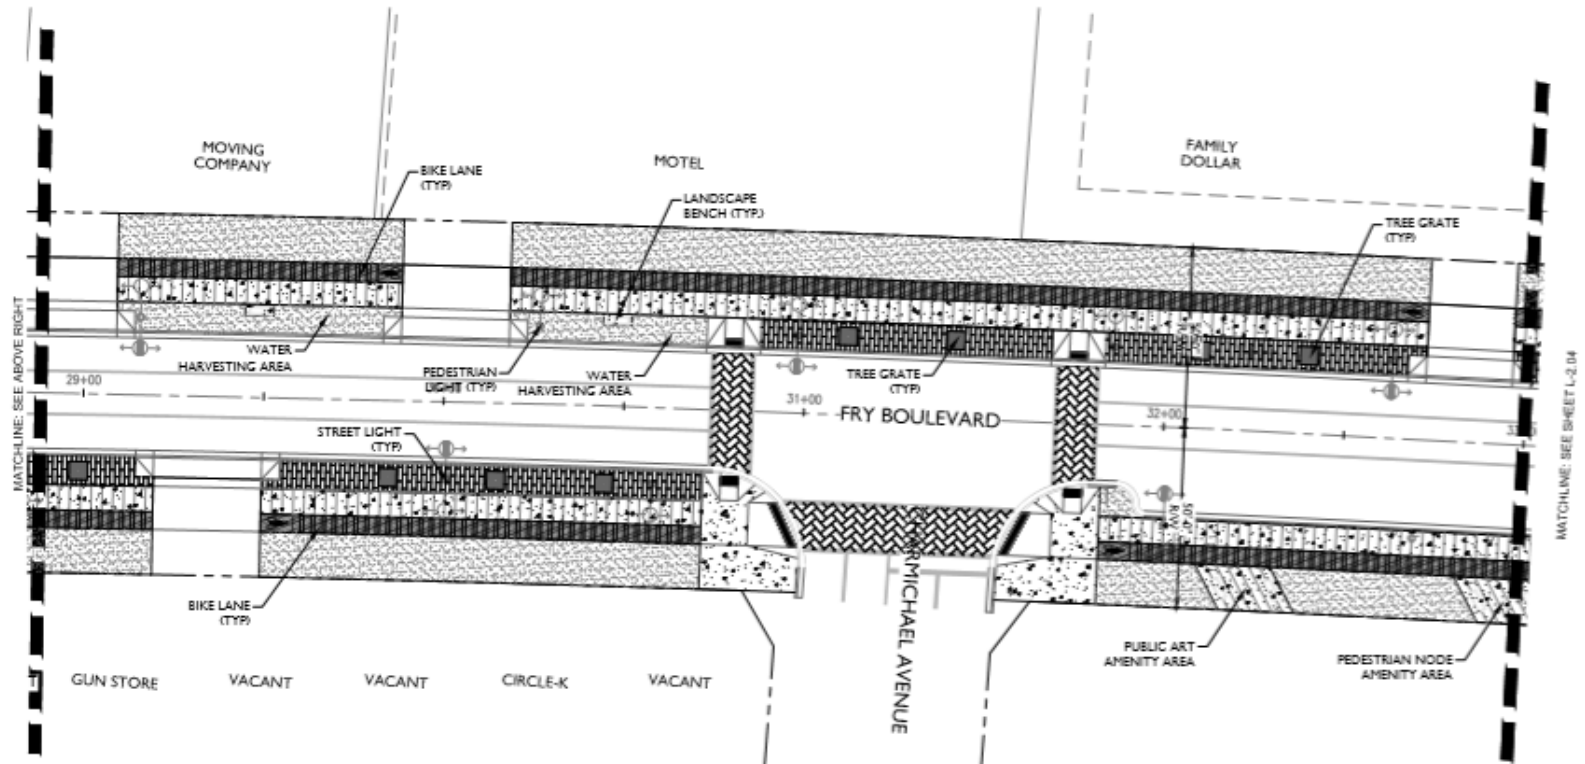 MOVING
COMPANY
MOTEL
FAMILY
DOLLAR
BIKE LANE
(TYP)
LANDSCAPE
BENCH (TYP.)
TREE GRATE
(TYP)
MATCHLINE: SEE ABOVE RIGHT
WATER
HARVESTING AREA
PEDESTRIAN
LIGHT (TYP)
WATER
HARVESTING AREA
TREE GRATE
(TYP)
29+00
31+00
32+00
FRY BOULEVARD
MATCHLINE: SEE SHEET L-2.04
STREET LIGHT
(TYP)
R/W
BIKE LANE
(TYP)
MICHAEL AVENUE
PUBLIC ART
AMENITY AREA
PEDESTRIAN NODE
AMENITY AREA
GUN STORE
VACANT
VACANT
CIRCLE-K
VACANT